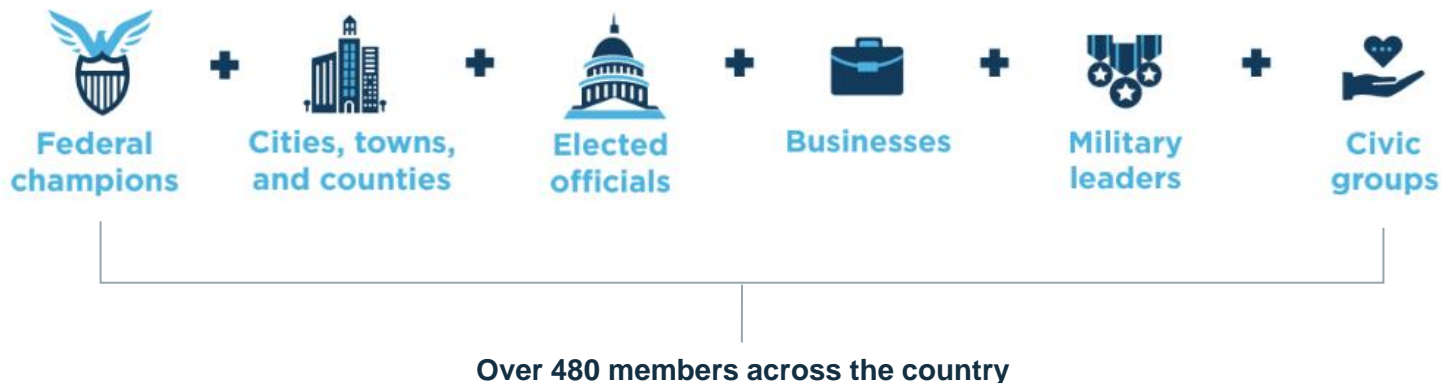 Federal
champions
Cities, towns,
and counties
Elected
officials
Businesses
Military
leaders
Civic
groups
Over 480 members across the country